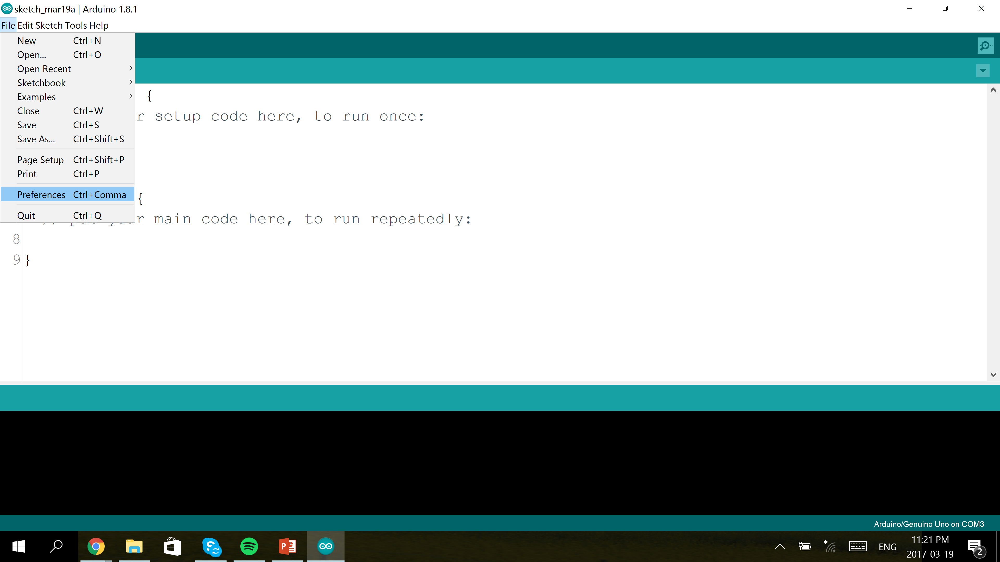 sketch_mar19a | Arduino 1.8.1
File Edit Sketch Tools Help
New Ctrl+N
Open... Ctrl+O
Open Recent
Sketchbook
Examples
Close Ctrl+W
Save Ctrl+S
Save As... Ctrl+Shift+S
Page Setup Ctrl+Shift+P
Print Ctrl+P
Preferences Ctrl+Comma
Quit Ctrl+Q
{
r setup code here, to run once:
{
r main code here, to run repeatedly:
8
9 }
Arduino/Genuino Uno on COM3
ENG
11:21 PM
2017-03-19
2